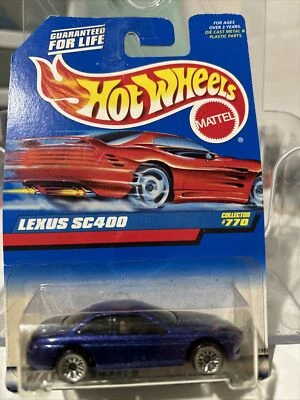 GUARANTEED
FOR LIFE
FOR AGES
OVER 3 YEARS.
DIE CAST METAL &
PLASTIC PARTS.
HOT WHEELS
®
MATTEL
LEXUS SC400
COLLECTOR
#770